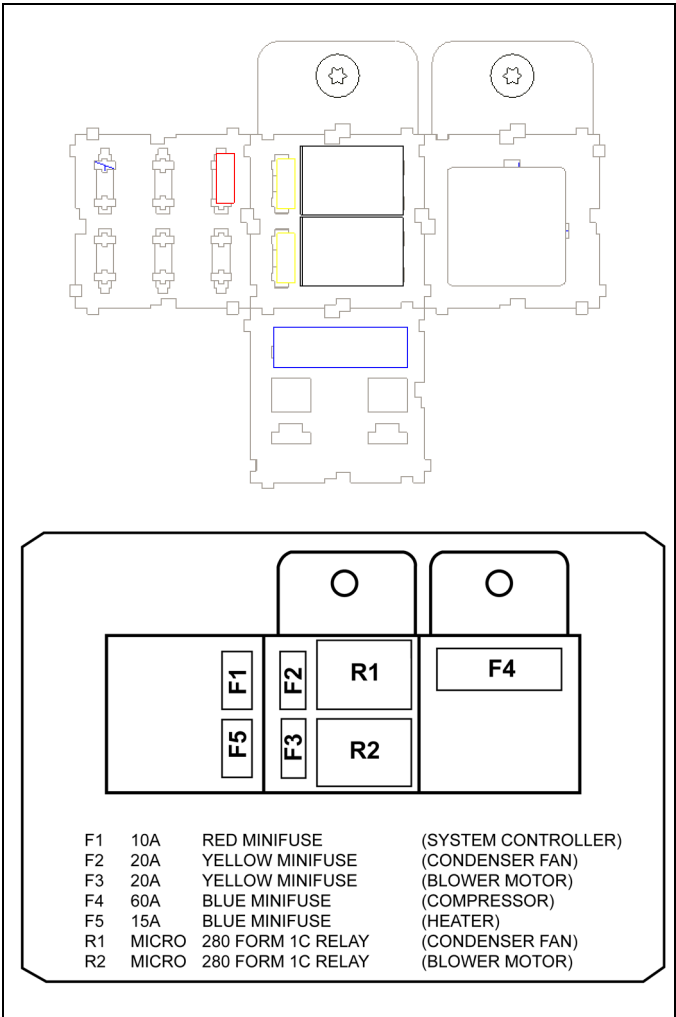 F1 F2 R1 F4
F5 F3 R2
F1 10A RED MINIFUSE (SYSTEM CONTROLLER)
F2 20A YELLOW MINIFUSE (CONDENSER FAN)
F3 20A YELLOW MINIFUSE (BLOWER MOTOR)
F4 60A BLUE MINIFUSE (COMPRESSOR)
F5 15A BLUE MINIFUSE (HEATER)
R1 MICRO 280 FORM 1C RELAY (CONDENSER FAN)
R2 MICRO 280 FORM 1C RELAY (BLOWER MOTOR)